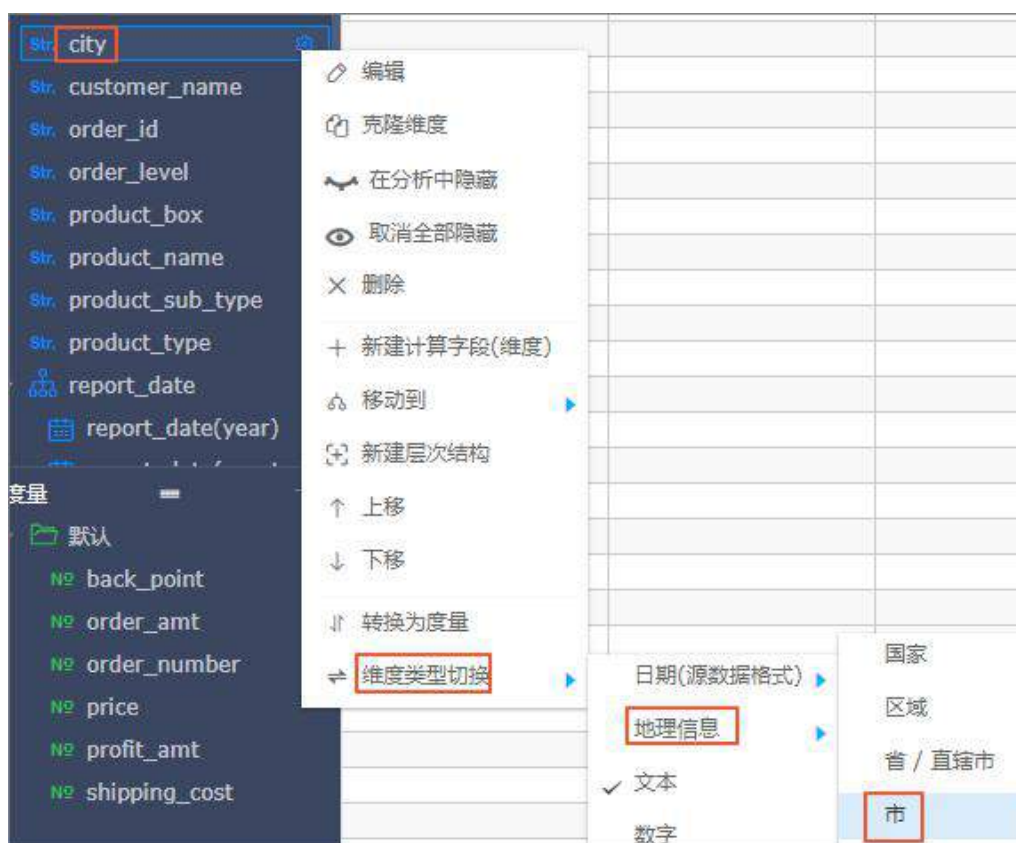 Str. city
Str. customer_name
Str. order_id
Str. order_level
Str. product_box
Str. product_name
Str. product_sub_type
Str. product_type
report_date
report_date(year)
度量
默认
Nº back_point
Nº order_amt
Nº order_number
Nº price
Nº profit_amt
Nº shipping_cost
编辑
克隆维度
在分析中隐藏
取消全部隐藏
删除
新建计算字段(维度)
移动到
新建层次结构
上移
下移
转换为度量
维度类型切换
日期(源数据格式)
地理信息
文本
数字
国家
区域
省 / 直辖市
市